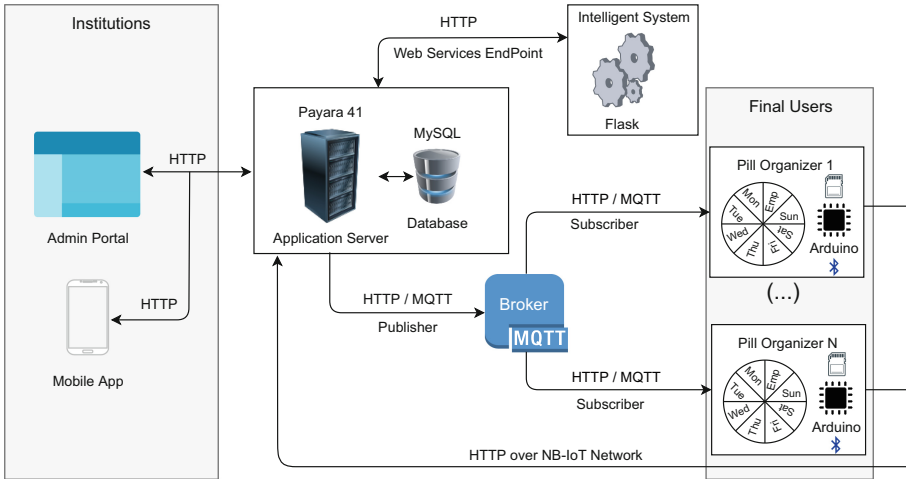 Institutions
HTTP
Admin Portal
HTTP
Mobile App
HTTP
Web Services EndPoint
Intelligent System
Flask
Payara 41
MySQL
Database
Application Server
HTTP / MQTT
Publisher
Broker
MQTT
HTTP / MQTT
Subscriber
HTTP / MQTT
Subscriber
HTTP over NB-IoT Network
Final Users
Pill Organizer 1
Mon
Emp
Tue
Sun
Wed
Sat
Thu
Fri
Arduino
(...)
Pill Organizer N
Mon
Emp
Tue
Sun
Wed
Sat
Thu
Fri
Arduino